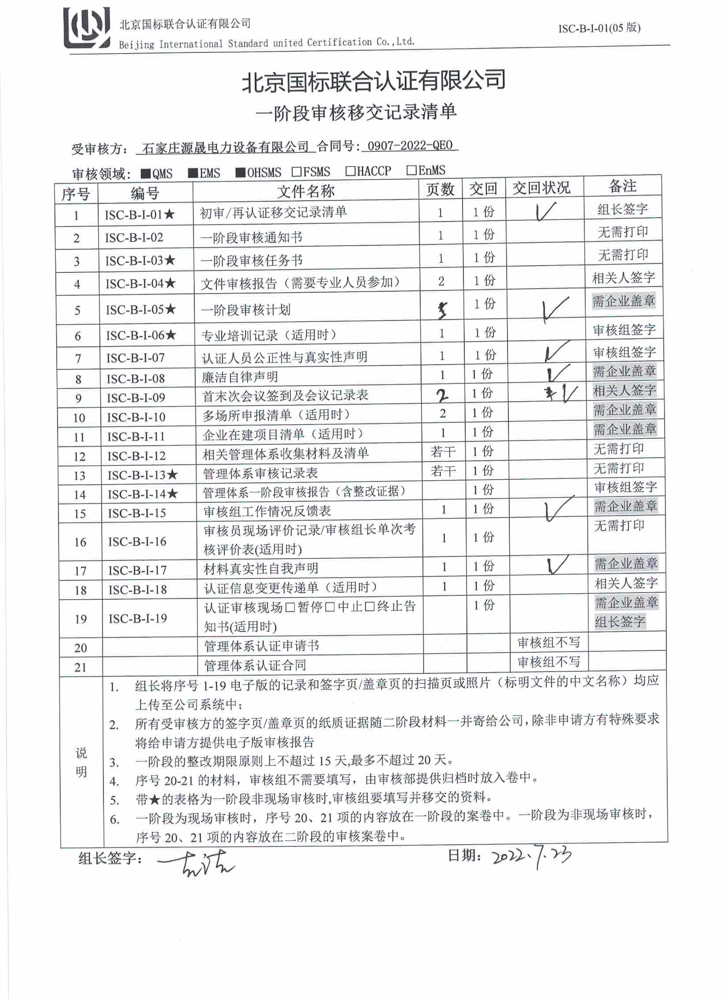 北京国标联合认证有限公司
ISC-B-I-01(05 版)
Beijing International Standard united Certification Co.,Ltd.
北京国标联合认证有限公司
一阶段审核移交记录清单
受审核方： 石家庄源晟电力设备有限公司 合同号: 0907-2022-QEO
审核领域: ■QMS ■EMS ■OHSMS □FSMS □HACCP □EnMS
序号 编号 文件名称 页数 交回 交回状况 备注
1 ISC-B-I-01★ 初审/再认证移交记录清单 1 1 份 √ 组长签字
2 ISC-B-I-02 一阶段审核通知书 1 1 份 无需打印
3 ISC-B-I-03★ 一阶段审核任务书 1 1 份 无需打印
4 ISC-B-I-04★ 文件审核报告（需要专业人员参加） 2 1 份 相关人签字
5 ISC-B-I-05★ 一阶段审核计划 1 份 √ 需企业盖章
6 ISC-B-I-06★ 专业培训记录（适用时） 1 1 份 审核组签字
7 ISC-B-I-07 认证人员公正性与真实性声明 1 1 份 √ 审核组签字
8 ISC-B-I-08 廉洁自律声明 1 1 份 √ 需企业盖章
9 ISC-B-I-09 首末次会议签到及会议记录表 2 1 份 √ 相关人签字
10 ISC-B-I-10 多场所申报清单（适用时） 2 1 份 需企业盖章
11 ISC-B-I-11 企业在建项目清单（适用时） 1 1 份 需企业盖章
12 ISC-B-I-12 相关管理体系收集材料及清单 若干 1 份 无需打印
13 ISC-B-I-13★ 管理体系审核记录表 若干 1 份 无需打印
14 ISC-B-I-14★ 管理体系一阶段审核报告（含整改证据） 1 份 审核组签字
15 ISC-B-I-15 审核组工作情况反馈表 1 1 份 √ 需企业盖章
16 ISC-B-I-16 审核员现场评价记录/审核组长单次考 1 1 份 无需打印
核评价表(适用时)
17 ISC-B-I-17 材料真实性自我声明 1 1 份 √ 需企业盖章
18 ISC-B-I-18 认证信息变更传递单（适用时） 1 1 份 相关人签字
19 ISC-B-I-19 认证审核现场□暂停□中止□终止告 1 份 需企业盖章
知书(适用时) 组长签字
20 管理体系认证申请书 审核组不写
21 管理体系认证合同 审核组不写
说明
1. 组长将序号 1-19 电子版的记录和签字页/盖章页的扫描页或照片（标明文件的中文名称）均应
上传至公司系统中;
2. 所有受审核方的签字页/盖章页的纸质证据随二阶段材料一并寄给公司,除非申请方有特殊要求
将给申请方提供电子版审核报告
3. 一阶段的整改期限原则上不超过 15 天,最多不超过 20 天。
4. 序号 20-21 的材料，审核组不需要填写，由审核部提供归档时放入卷中。
5. 带★的表格为一阶段非现场审核时,审核组要填写并移交的资料。
6. 一阶段为现场审核时，序号 20、21 项的内容放在一阶段的案卷中。一阶段为非现场审核时，
序号 20、21 项的内容放在二阶段的审核案卷中。
组长签字： 日期: 2022.7.23